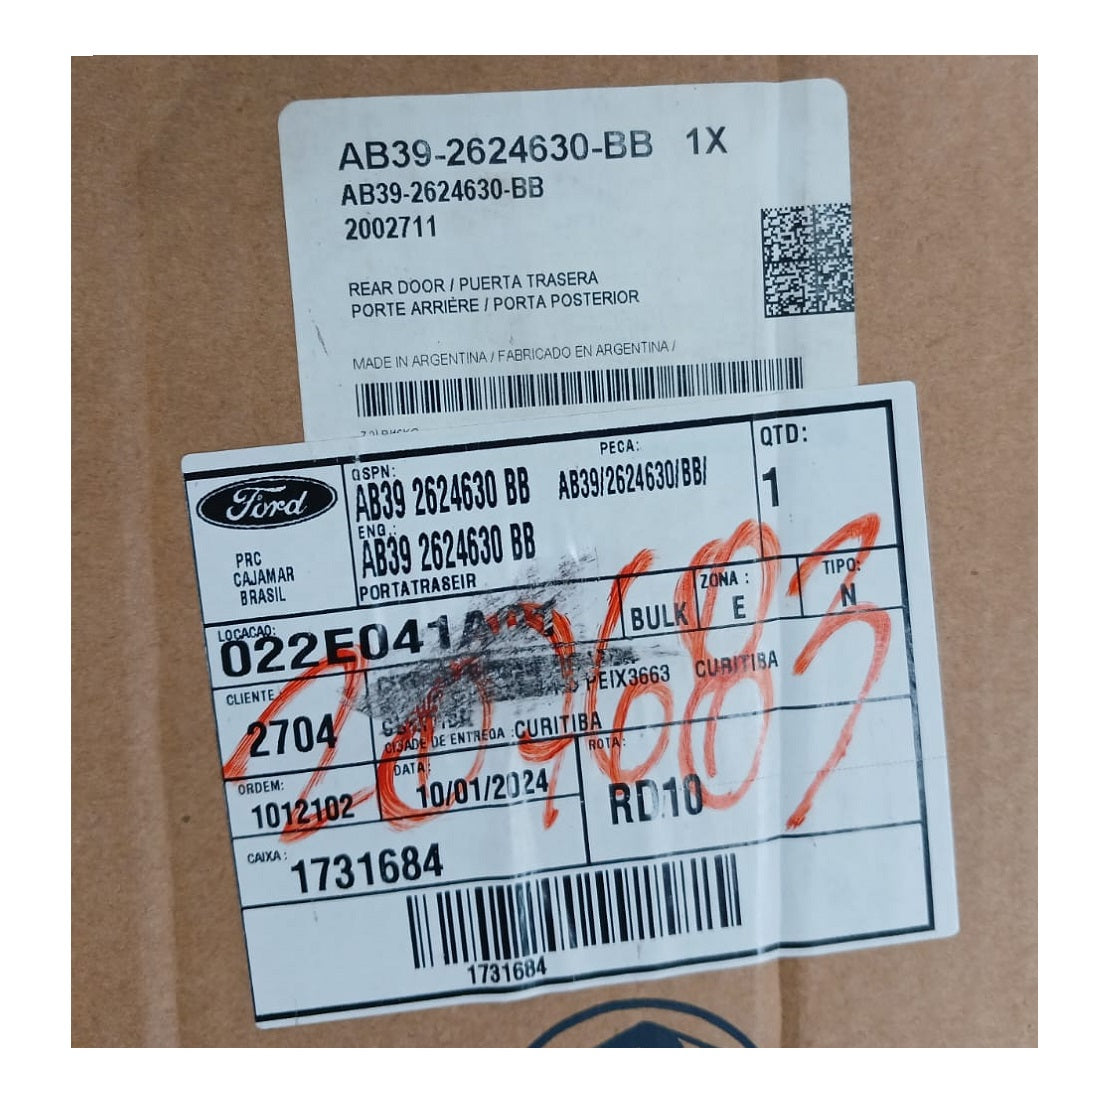 AB39-2624630-BB 1X
AB39-2624630-BB
2002711
REAR DOOR / PUERTA TRASERA
PORTE ARRIÈRE / PORTA POSTERIOR
MADE IN ARGENTINA / FABRICADO EN ARGENTINA /
Ford
PRC
CAJAMAR
BRASIL
QSPN:
AB39 2624630 BB
PECA:
AB39/2624630/BB/
QTD:
1
ENG.:
AB39 2624630 BB
PORTATRASEIR
LOCACAO:
022E041A
BULK
ZONA :
E
TIPO:
N
CLIENTE
2704
PEIX3663 CURITIBA
CIDADE DE ENTREGA :CURITIBA
ORDEM:
1012102
DATA:
10/01/2024
ROTA:
RD.10
CAIXA:
1731684
1731684